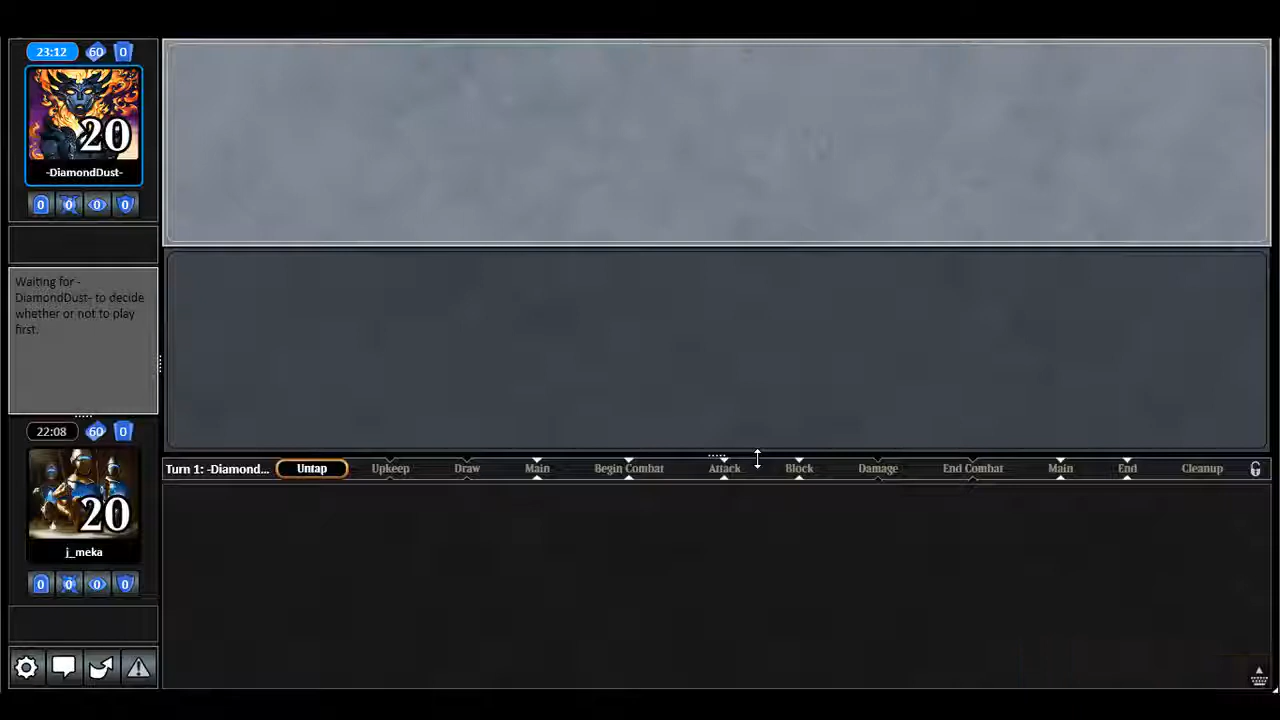 23:12 60 0
20
-DiamondDust-
0 0 0 0
Waiting for -
DiamondDust- to decide
whether or not to play
first.
22:08 60 0
20
j_meka
0 0 0 0
Turn 1: -Diamond... Untap Upkeep Draw Main Begin Combat Attack Block Damage End Combat Main End Cleanup